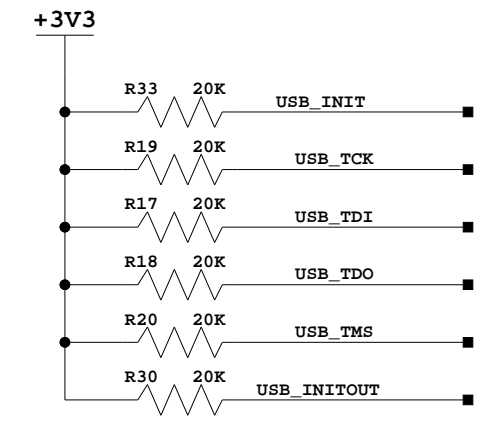 +3V3
R33 20K USB_INIT
R19 20K USB_TCK
R17 20K USB_TDI
R18 20K USB_TDO
R20 20K USB_TMS
R30 20K USB_INITOUT